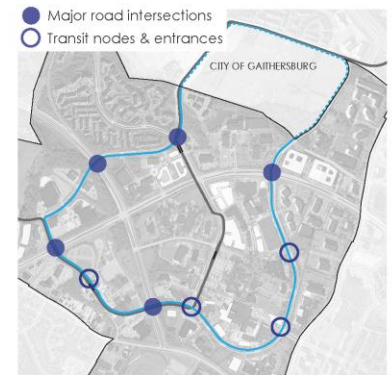 Major road intersections
Transit nodes & entrances
CITY OF GAITHERSBURG